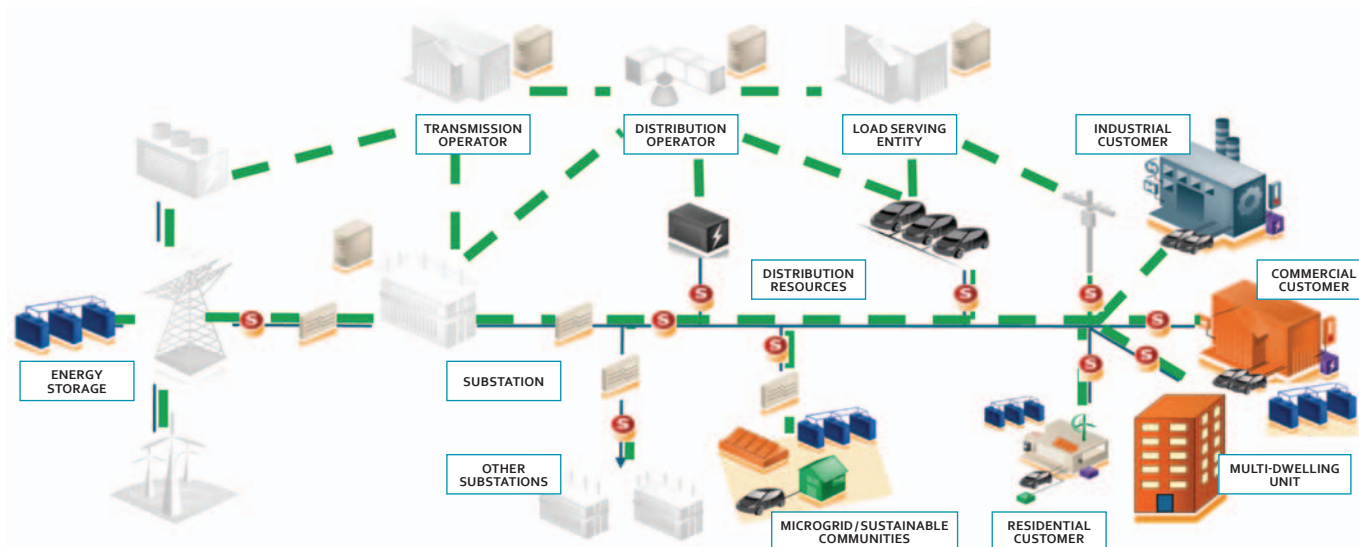 TRANSMISSION
OPERATOR
DISTRIBUTION
OPERATOR
LOAD SERVING
ENTITY
INDUSTRIAL
CUSTOMER
DISTRIBUTION
RESOURCES
COMMERCIAL
CUSTOMER
S
S
S
S
S
S
S
S
S
S
ENERGY
STORAGE
SUBSTATION
OTHER
SUBSTATIONS
MICROGRID/SUSTAINABLE
COMMUNITIES
RESIDENTIAL
CUSTOMER
MULTI-DWELLING
UNIT